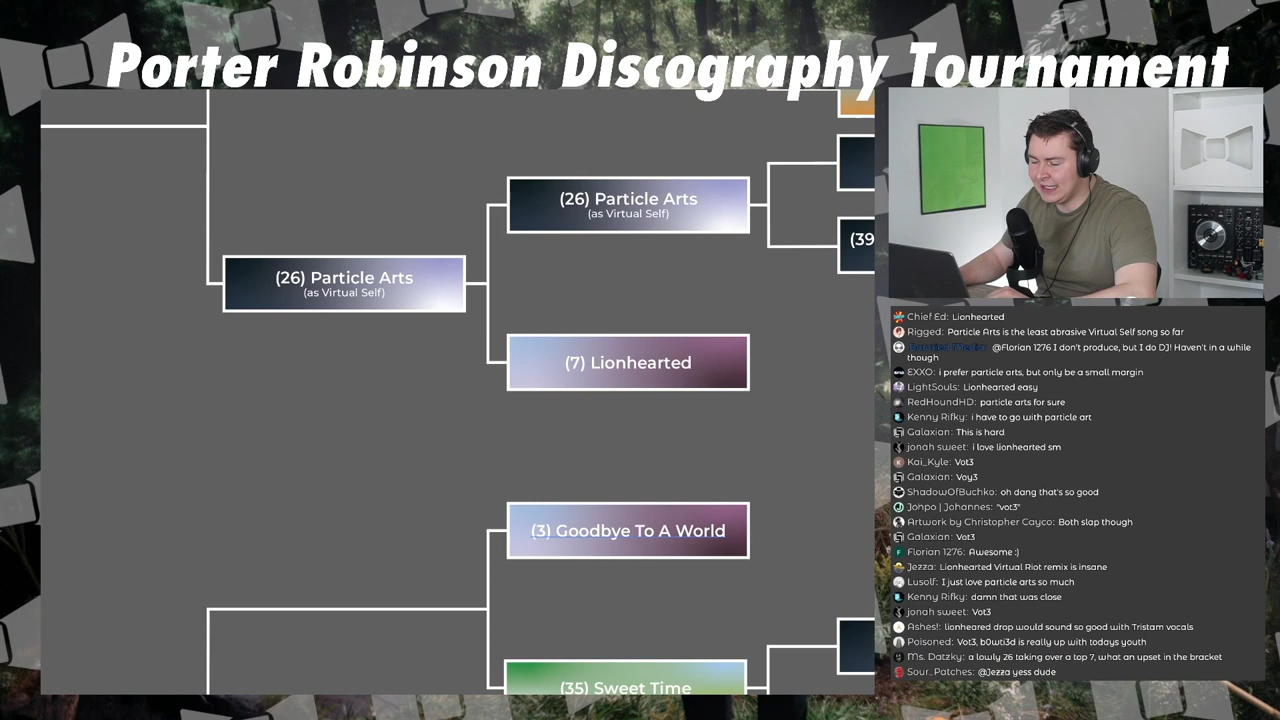 Porter Robinson Discography Tournament
(26) Particle Arts
(as Virtual Self)
(39
(26) Particle Arts
(as Virtual Self)
(7) Lionhearted
(3) Goodbye To A World
(35) Sweet Time
Chief Ed: Lionhearted
Rigged: Particle Arts is the least abrasive Virtual Self song so far
@Florian 1276 I don't produce, but I do DJ! Haven't in a while
though
EXXO: i prefer particle arts, but only be a small margin
LightSouls: Lionhearted easy
RedHoundHD: particle arts for sure
Kenny Rifky: i have to go with particle art
Galaxian: This is hard
jonah sweet: i love lionhearted sm
Kai_Kyle: Vot3
Galaxian: Voy3
ShadowOfBuchko: oh dang that's so good
Johpo | Johannes: "vot3"
Artwork by Christopher Cayco: Both slap though
Galaxian: Vot3
Florian 1276: Awesome :)
Jezza: Lionhearted Virtual Riot remix is insane
Lusolf: I just love particle arts so much
Kenny Rifky: damn that was close
jonah sweet: Vot3
Ashes!: lionheared drop would sound so good with Tristam vocals
Poisoned: Vot3, b0wti3d is really up with todays youth
Ms. Datzky: a lowly 26 taking over a top 7, what an upset in the bracket
Sour_Patches: @Jezza yess dude